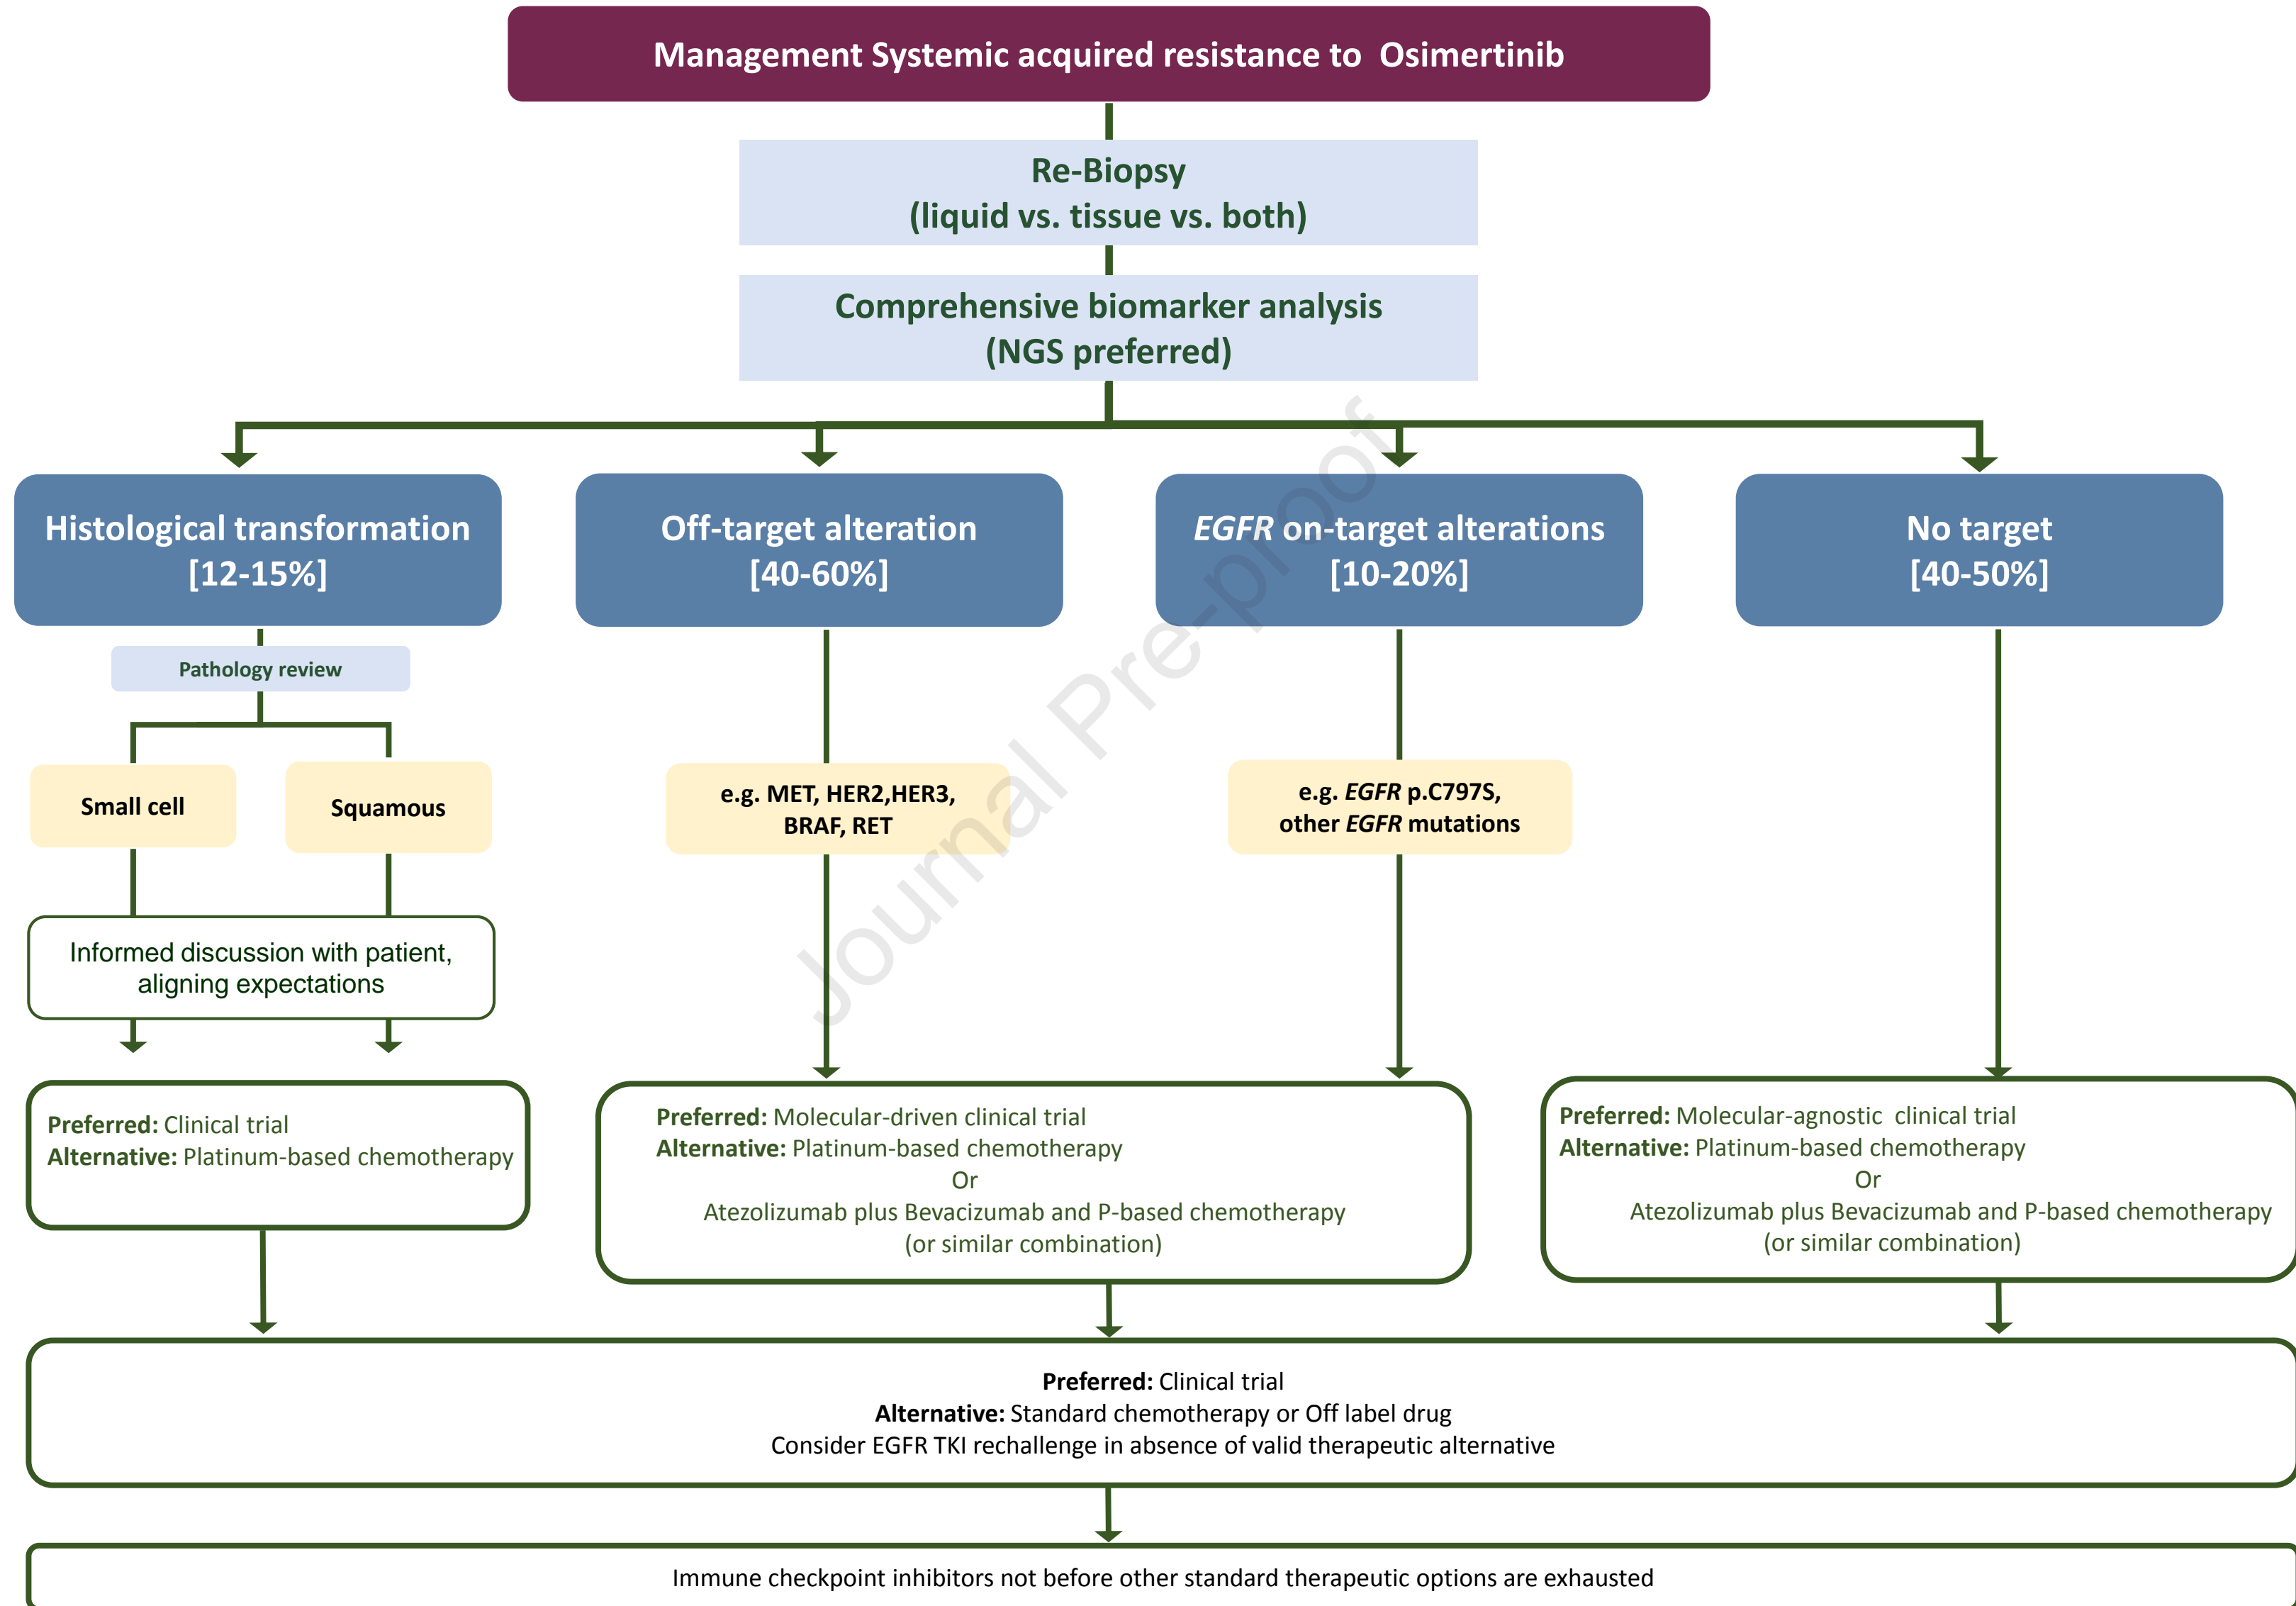 Management Systemic acquired resistance to Osimertinib
Re-Biopsy
(liquid vs. tissue vs. both)
Comprehensive biomarker analysis
(NGS preferred)
Histological transformation
[12-15%]
Off-target alteration
[40-60%]
EGFR on-target alterations
[10-20%]
No target
[40-50%]
Pathology review
Small cell
Squamous
e.g. MET, HER2,HER3,
BRAF, RET
e.g. EGFR p.C797S,
other EGFR mutations
Informed discussion with patient,
aligning expectations
Preferred: Clinical trial
Alternative: Platinum-based chemotherapy
Preferred: Molecular-driven clinical trial
Alternative: Platinum-based chemotherapy
Or
Atezolizumab plus Bevacizumab and P-based chemotherapy
(or similar combination)
Preferred: Molecular-agnostic clinical trial
Alternative: Platinum-based chemotherapy
Or
Atezolizumab plus Bevacizumab and P-based chemotherapy
(or similar combination)
Preferred: Clinical trial
Alternative: Standard chemotherapy or Off label drug
Consider EGFR TKI rechallenge in absence of valid therapeutic alternative
Immune checkpoint inhibitors not before other standard therapeutic options are exhausted
Journal Pre-proof